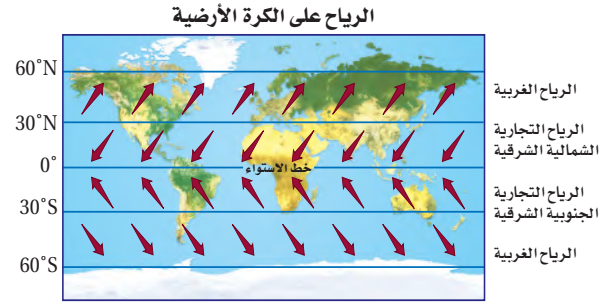 الرياح على الكرة الأرضية
60°N
الرياح الغربية
30°N
الرياح التجارية
الشمالية الشرقية
0°
خط الاستواء
الرياح التجارية
الجنوبية الشرقية
30°S
الرياح الغربية
60°S